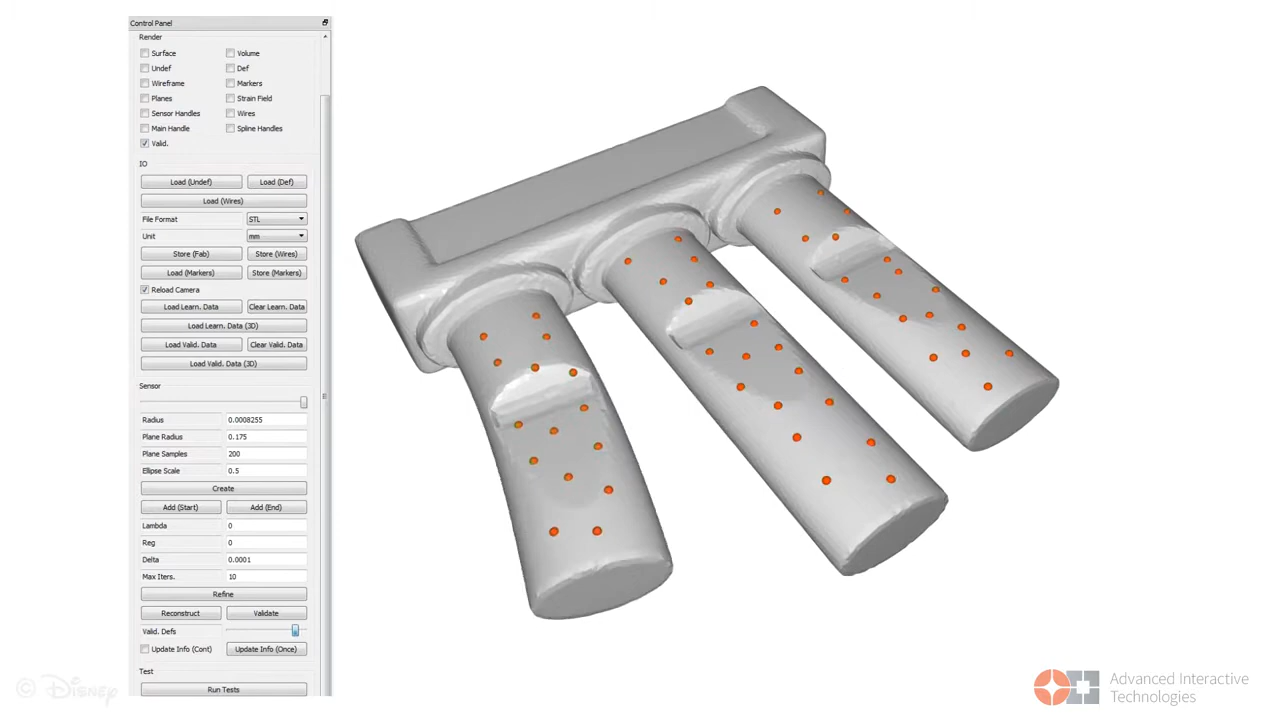 Control Panel
Render
Surface Volume
Undef Def
Wireframe Markers
Planes Strain Field
Sensor Handles Wires
Main Handle Spline Handles
Valid.
IO
Load (Undef) Load (Def)
Load (Wires)
File Format STL
Unit mm
Store (Fab) Store (Wires)
Load (Markers) Store (Markers)
Reload Camera
Load Learn. Data Clear Learn. Data
Load Learn. Data (3D)
Load Valid. Data Clear Valid. Data
Load Valid. Data (3D)
Sensor
Radius 0.0008255
Plane Radius 0.175
Plane Samples 200
Ellipse Scale 0.5
Create
Add (Start) Add (End)
Lambda 0
Reg 0
Delta 0.0001
Max Iters. 10
Refine
Reconstruct Validate
Valid. Defs
Update Info (Cont) Update Info (Once)
Test
Run Tests
© Disney
Advanced Interactive
Technologies